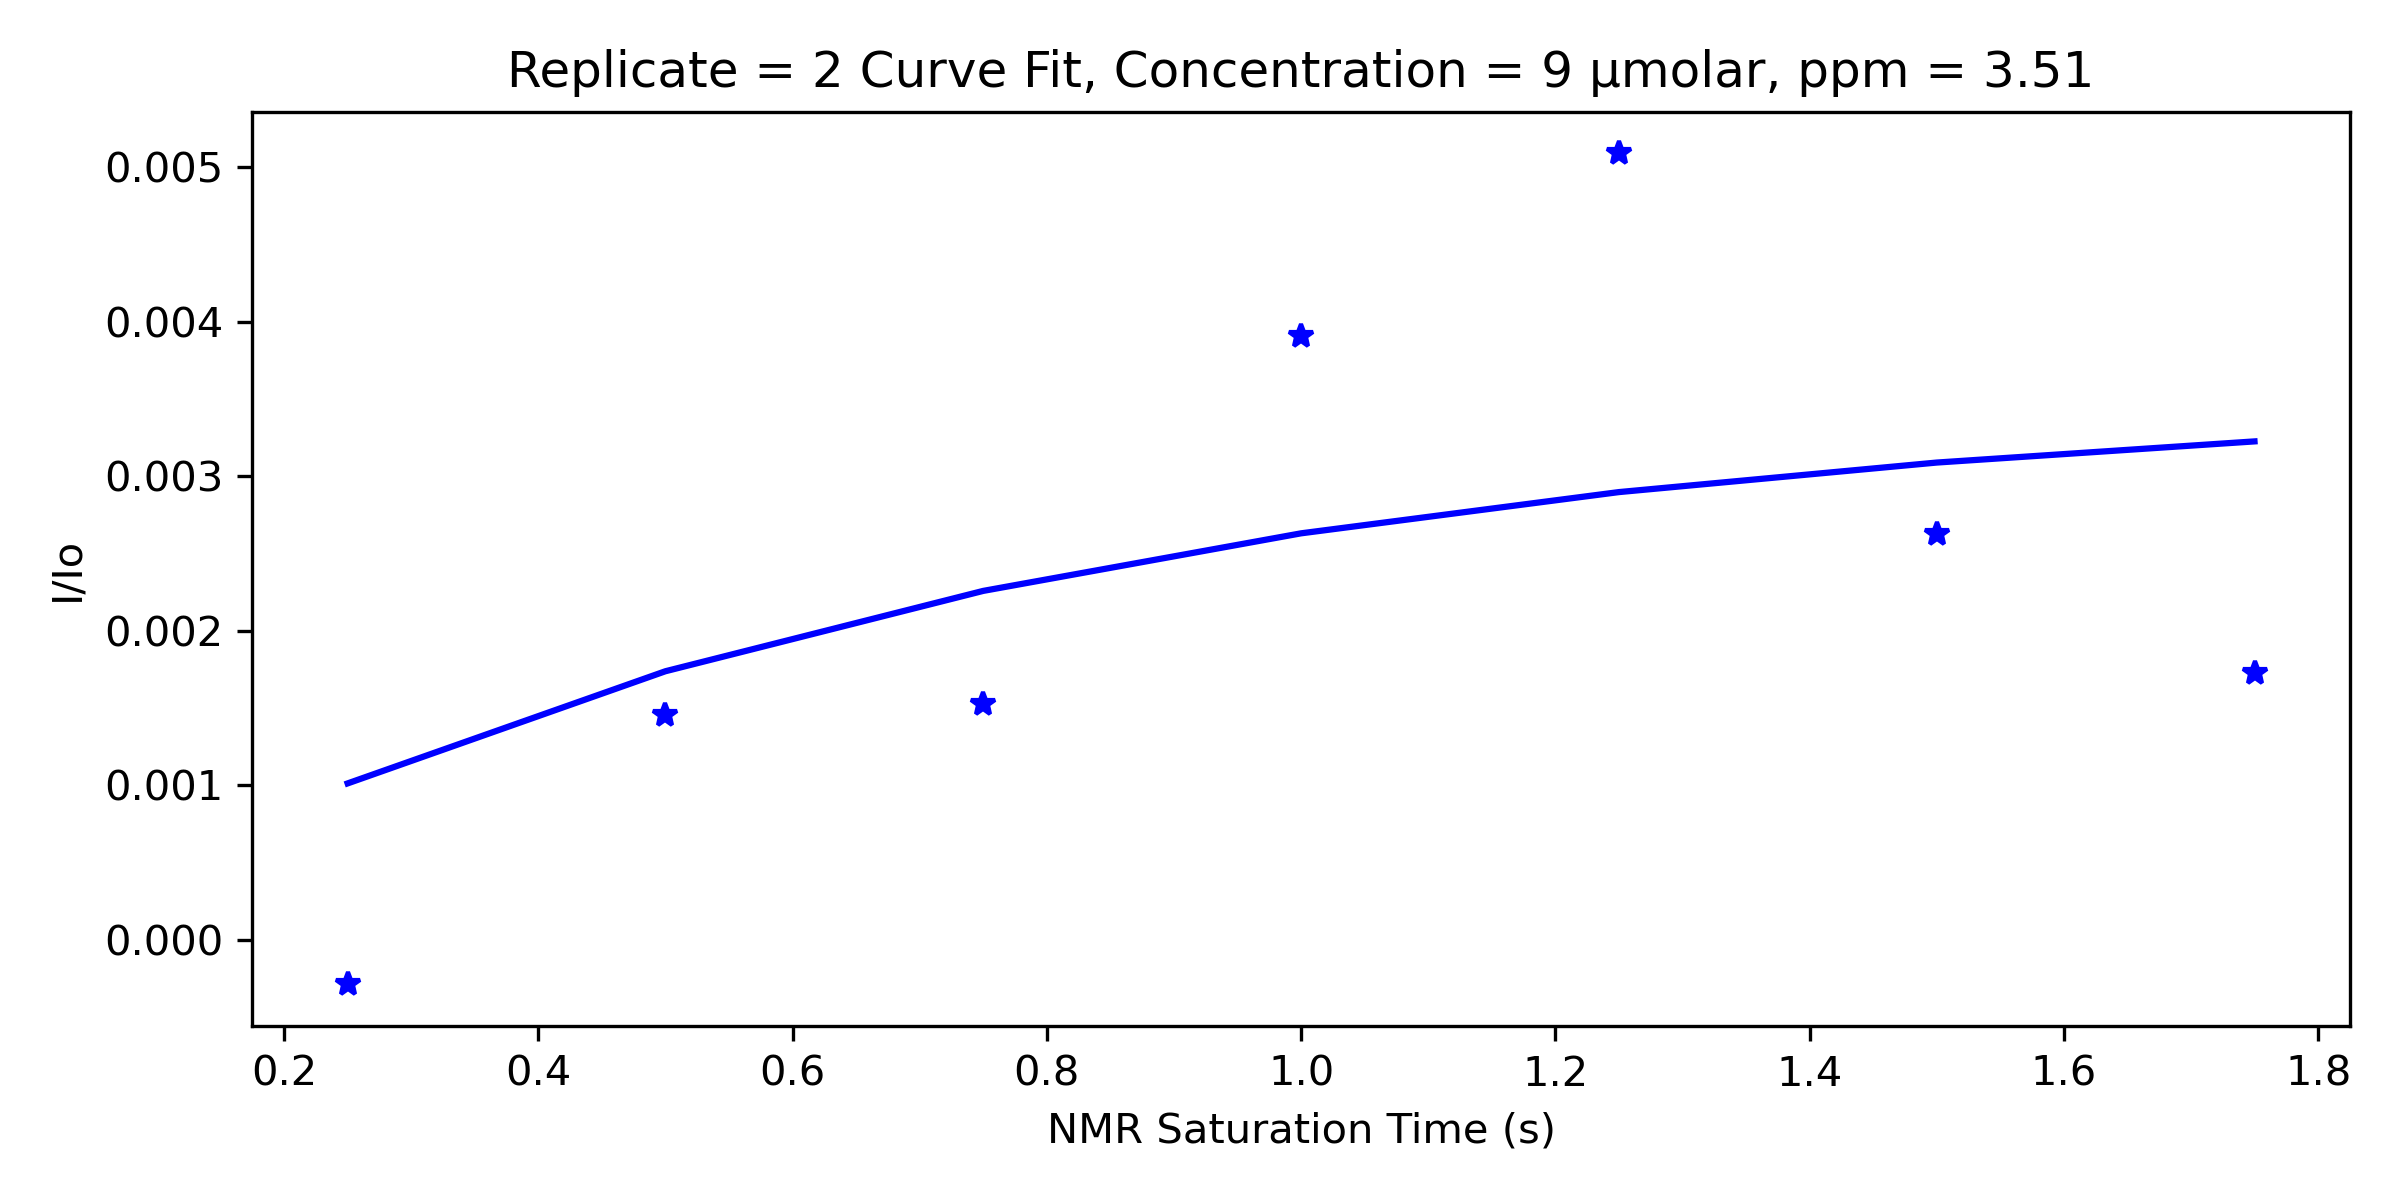 Replicate = 2 Curve Fit, Concentration = 9 μmolar, ppm = 3.51
0.005
0.004
0.003
0.002
0.001
0.000
I/Io
0.2 0.4 0.6 0.8 1.0 1.2 1.4 1.6 1.8
NMR Saturation Time (s)